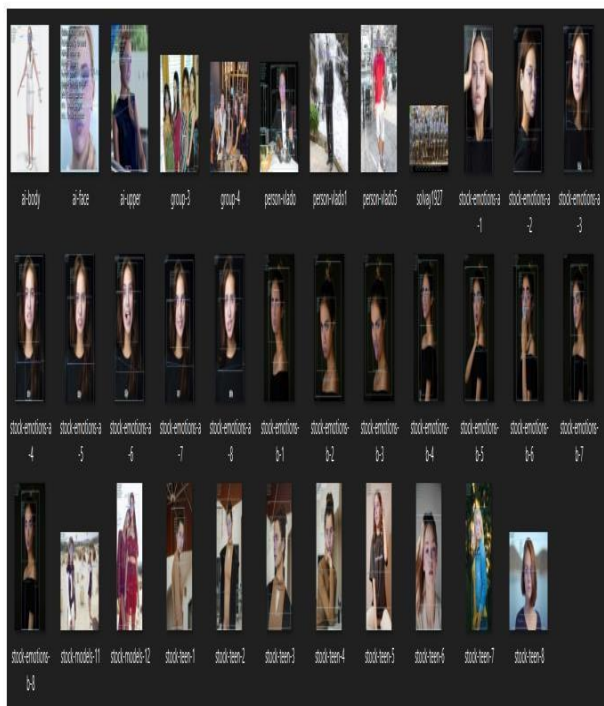 ai-body
ai-face
ai-upper
group-3
group-4
person-vlado
person-vlado1
person-vlado5
solvay1927
stock-emotions-a
-1
stock-emotions-a
-2
stock-emotions-a
-3
stock-emotions-a
-4
stock-emotions-a
-5
stock-emotions-a
-6
stock-emotions-a
-7
stock-emotions-a
-8
stock-emotions-
b-1
stock-emotions-
b-2
stock-emotions-
b-3
stock-emotions-
b-4
stock-emotions-
b-5
stock-emotions-
b-6
stock-emotions-
b-7
stock-emotions-
b-8
stock-models-11
stock-models-12
stock-teen-1
stock-teen-2
stock-teen-3
stock-teen-4
stock-teen-5
stock-teen-6
stock-teen-7
stock-teen-8